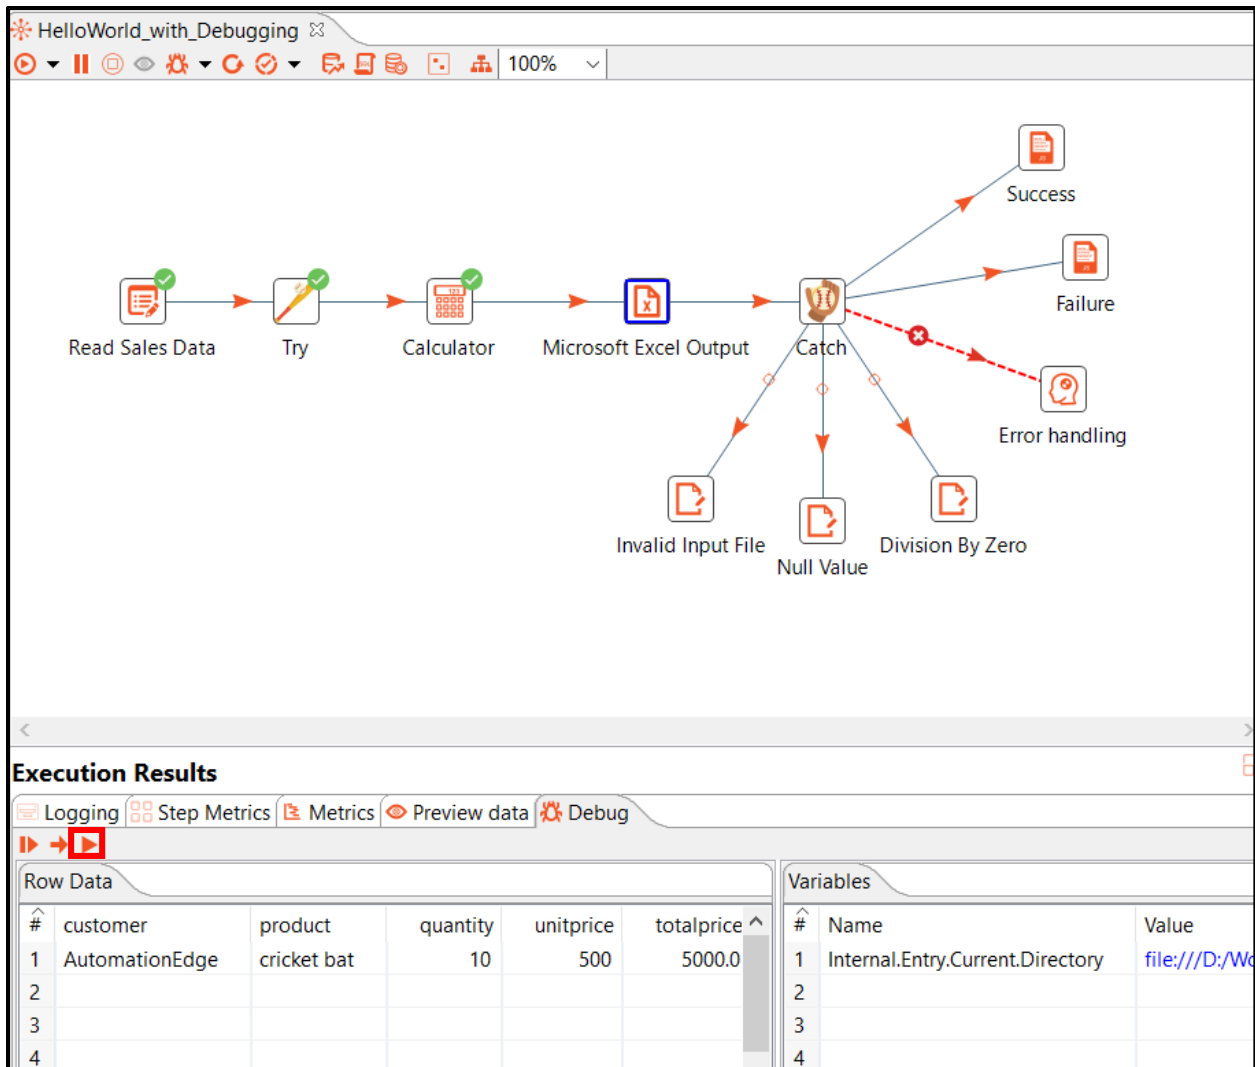 HelloWorld_with_Debugging
100%
Success
Failure
Read Sales Data
Try
Calculator
Microsoft Excel Output
Catch
Error handling
Invalid Input File
Null Value
Division By Zero
Execution Results
Logging Step Metrics Metrics Preview data Debug
Row Data Variables
# customer product quantity unitprice totalprice # Name Value
1 AutomationEdge cricket bat 10 500 5000.0 1 Internal.Entry.Current.Directory file:///D:/Wo
2 2
3 3
4 4